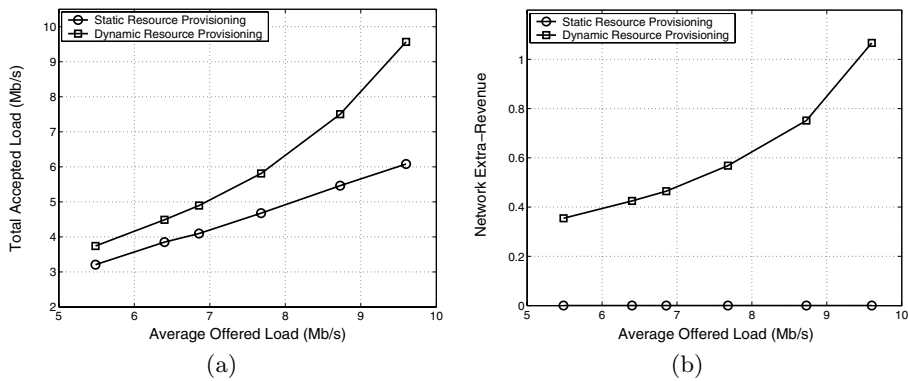 10
9
8
7
6
5
4
3
2
Total Accepted Load (Mb/s)
Static Resource Provisioning
Dynamic Resource Provisioning
5 6 7 8 9 10
Average Offered Load (Mb/s)
(a)
1
0.8
0.6
0.4
0.2
0
Network Extra−Revenue
Static Resource Provisioning
Dynamic Resource Provisioning
5 6 7 8 9 10
Average Offered Load (Mb/s)
(b)